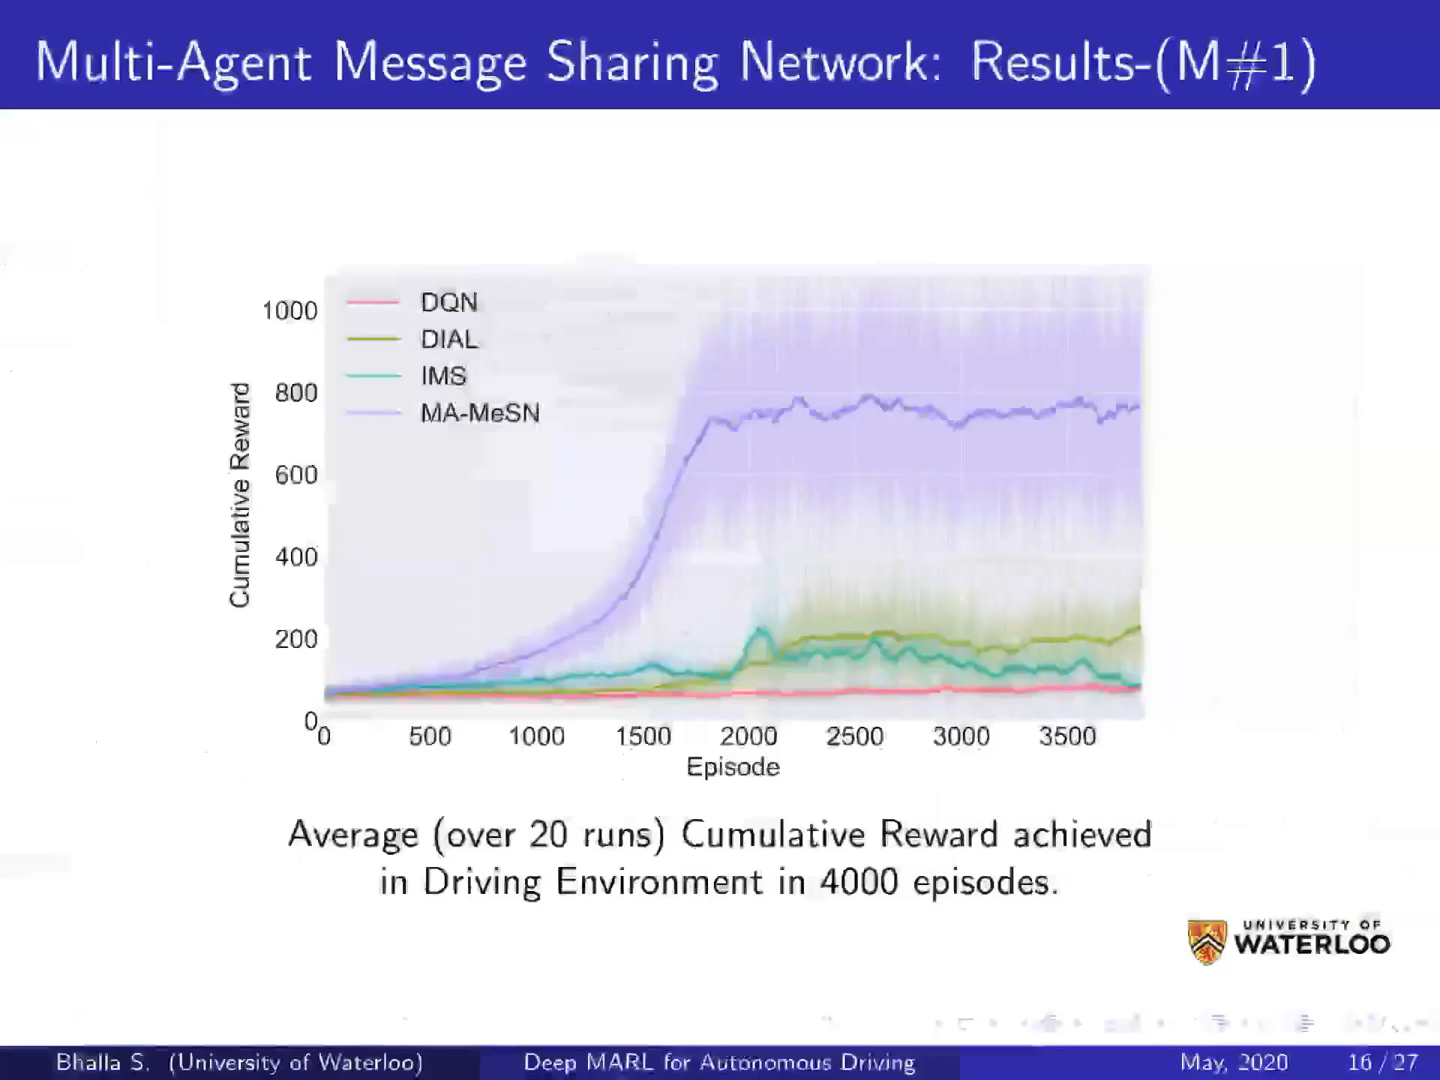 Multi-Agent Message Sharing Network: Results-(M#1)
DQN
DIAL
IMS
MA-MeSN
1000
800
600
400
200
0
Cumulative Reward
0 500 1000 1500 2000 2500 3000 3500
Episode
Average (over 20 runs) Cumulative Reward achieved
in Driving Environment in 4000 episodes.
UNIVERSITY OF
WATERLOO
Bhalla S. (University of Waterloo) Deep MARL for Autonomous Driving May, 2020 16 / 27